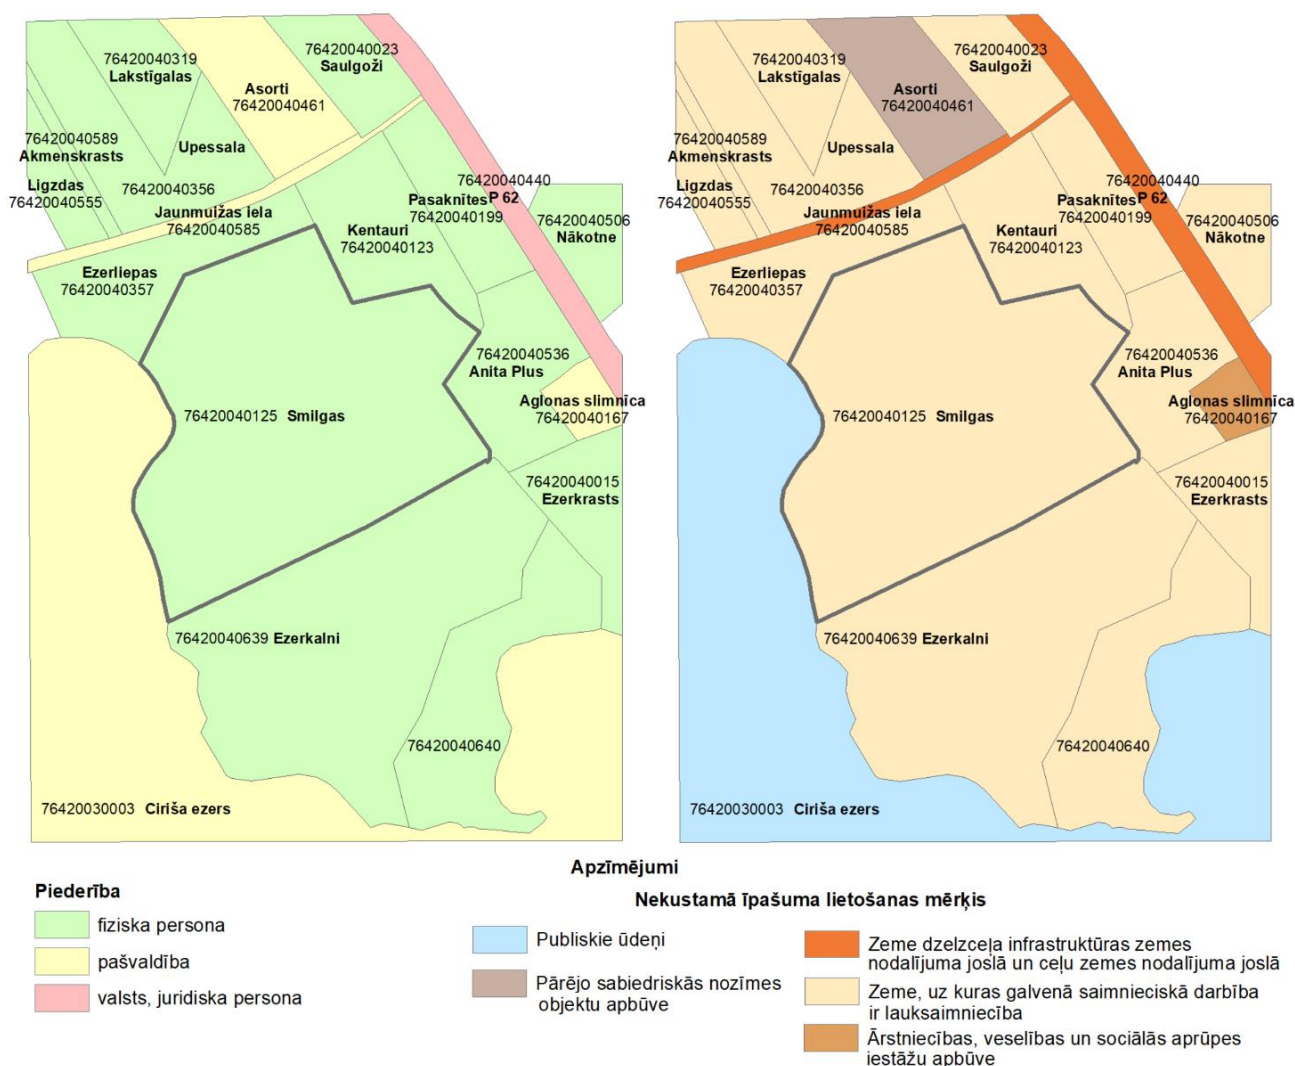 76420040319
Lakstīgalas
76420040023
Saulgoži
Asorti
76420040461
76420040589
Akmenskrasts
Upessala
Ligzdas
76420040555
76420040356
Jaunmuižas iela
76420040585
76420040440
Pasaknītes P 62
76420040199
76420040506
Nākotne
Kentauri
76420040123
Ezerliepas
76420040357
76420040536
Anita Plus
Aglonas slimnīca
76420040167
76420040125 Smilgas
76420040015
Ezerkrasts
76420040639 Ezerkalni
76420040640
76420030003 Ciriša ezers
76420040319
Lakstīgalas
76420040023
Saulgoži
Asorti
76420040461
76420040589
Akmenskrasts
Upessala
Ligzdas
76420040555
76420040356
Jaunmuižas iela
76420040585
76420040440
Pasaknītes P 62
76420040199
76420040506
Nākotne
Kentauri
76420040123
Ezerliepas
76420040357
76420040536
Anita Plus
Aglonas slimnīca
76420040167
76420040125 Smilgas
76420040015
Ezerkrasts
76420040639 Ezerkalni
76420040640
76420030003 Ciriša ezers
Apzīmējumi
Piederība
fiziska persona
pašvaldība
valsts, juridiska persona
Nekustamā īpašuma lietošanas mērķis
Publiskie ūdeņi
Pārējo sabiedriskās nozīmes
objektu apbūve
Zeme dzelzceļa infrastruktūras zemes
nodalījuma joslā un ceļu zemes nodalījuma joslā
Zeme, uz kuras galvenā saimnieciskā darbība
ir lauksaimniecība
Ārstniecības, veselības un sociālās aprūpes
iestāžu apbūve